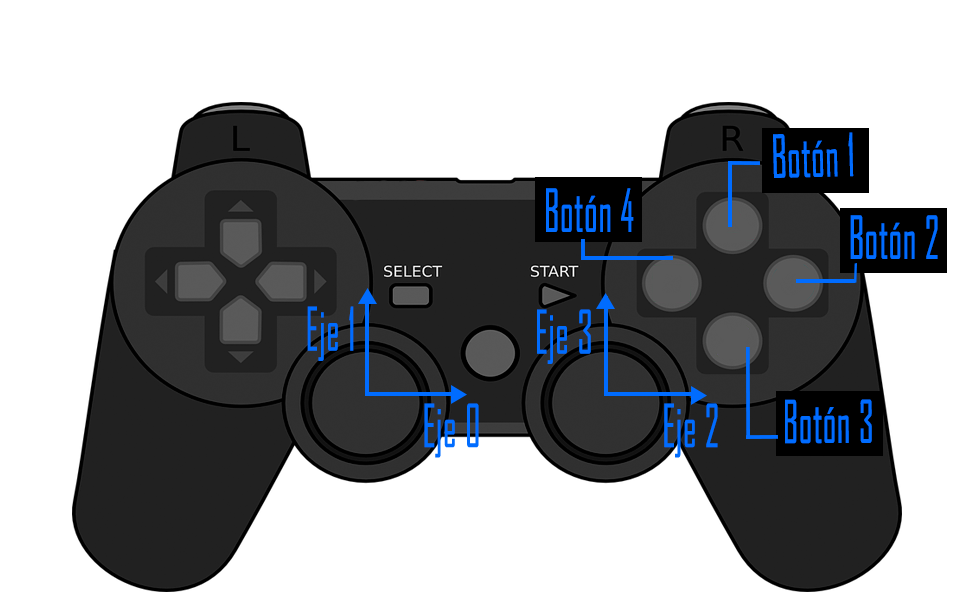 L
R
Botón 1
Botón 4
Botón 2
SELECT
START
Eje 1
Eje 3
Eje 0
Eje 2
Botón 3